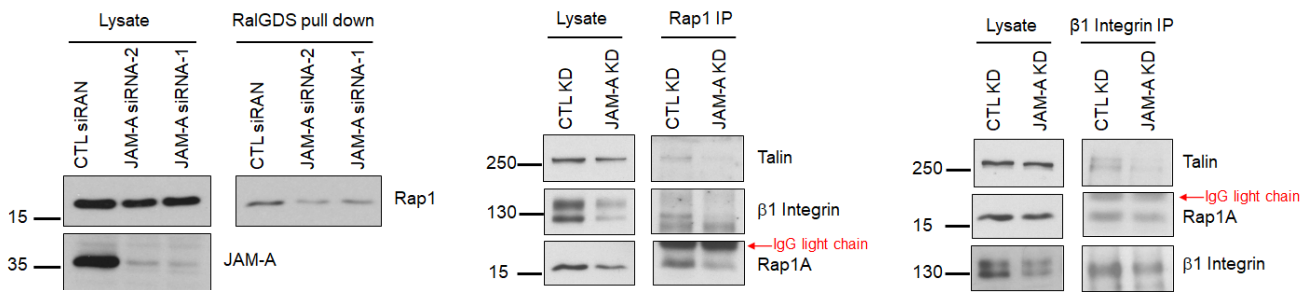 Lysate
RalGDS pull down
CTL siRAN
JAM-A siRNA-2
JAM-A siRNA-1
CTL siRAN
JAM-A siRNA-2
JAM-A siRNA-1
15
Rap1
35
JAM-A
Lysate
Rap1 IP
CTL KD
JAM-A KD
CTL KD
JAM-A KD
250
Talin
130
β1 Integrin
IgG light chain
15
Rap1A
Lysate
β1 Integrin IP
CTL KD
JAM-A KD
CTL KD
JAM-A KD
250
Talin
IgG light chain
15
Rap1A
130
β1 Integrin